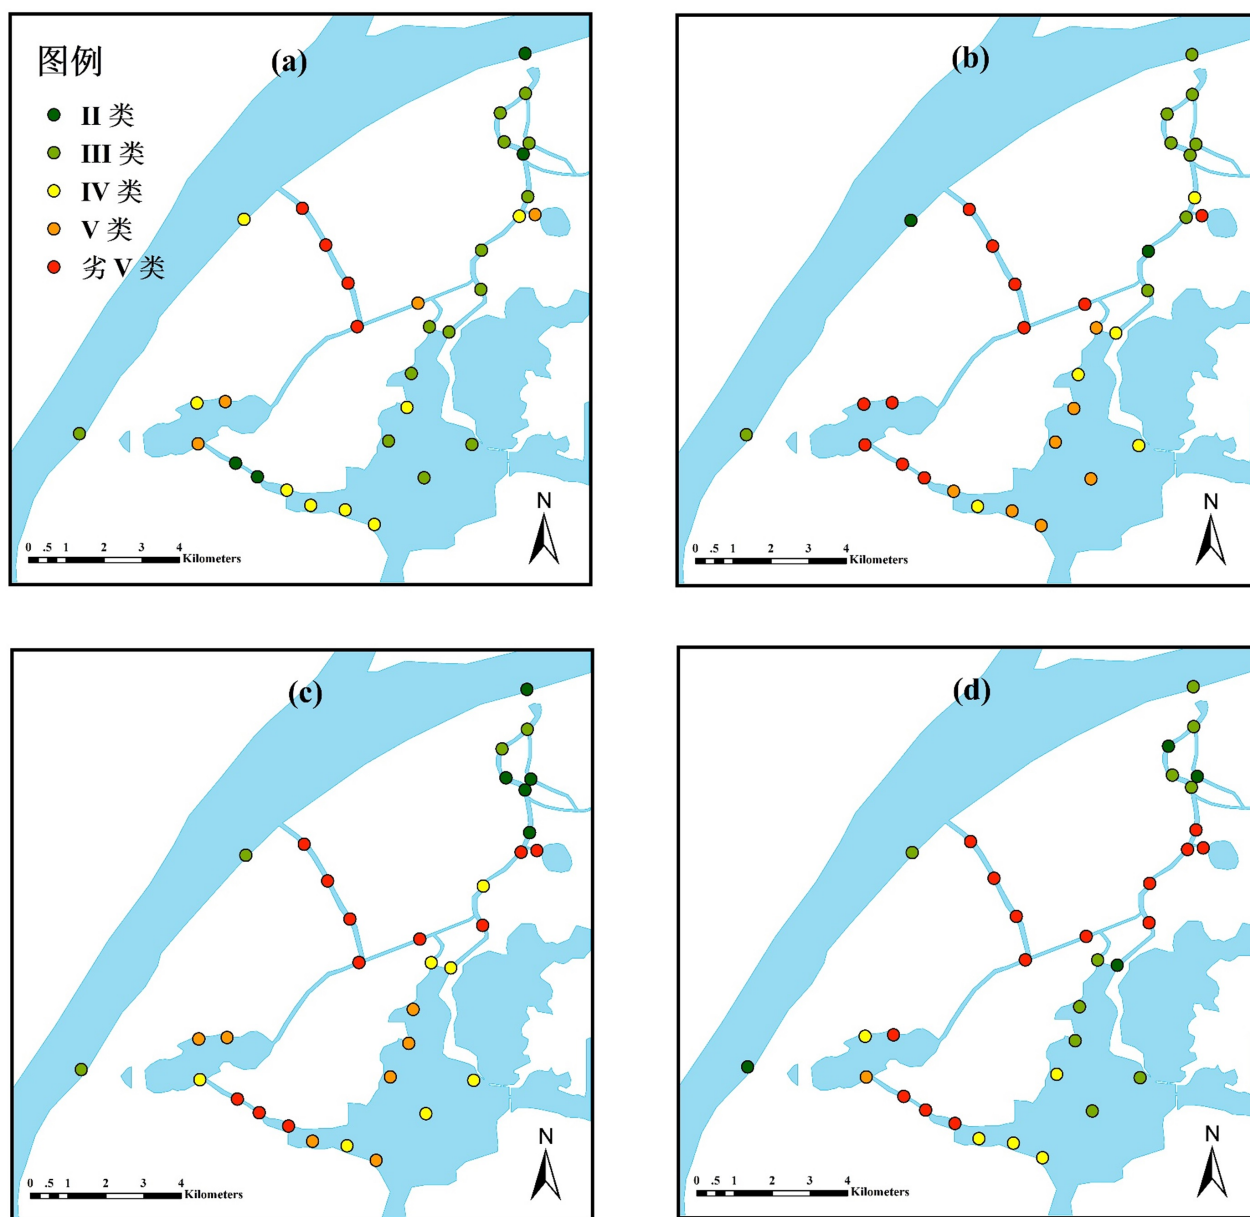 图例
(a)
II 类
III 类
IV 类
V 类
劣 V 类
N
0 .5 1 2 3 4
Kilometers
(b)
N
0 .5 1 2 3 4
Kilometers
(c)
N
0 .5 1 2 3 4
Kilometers
(d)
N
0 .5 1 2 3 4
Kilometers